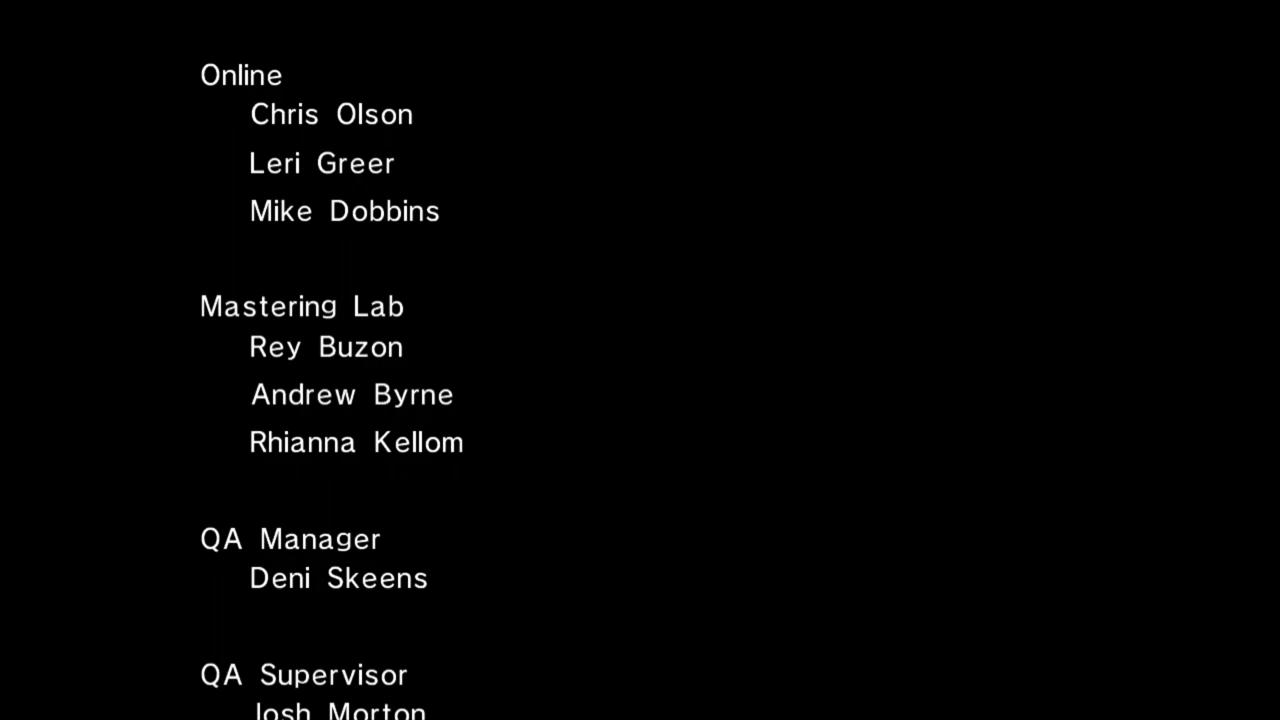 Online
Chris Olson
Leri Greer
Mike Dobbins
Mastering Lab
Rey Buzon
Andrew Byrne
Rhianna Kellom
QA Manager
Deni Skeens
QA Supervisor
Josh Morton